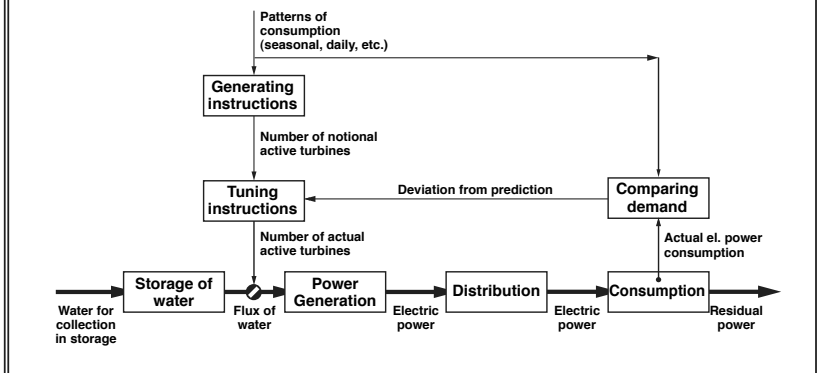 Patterns of
consumption
(seasonal, daily, etc.)
Generating
instructions
Number of notional
active turbines
Tuning
instructions
Deviation from prediction
Comparing
demand
Number of actual
active turbines
Actual el. power
consumption
Storage of
water
Power
Generation
Distribution
Consumption
Water for
collection
in storage
Flux of
water
Electric
power
Electric
power
Residual
power